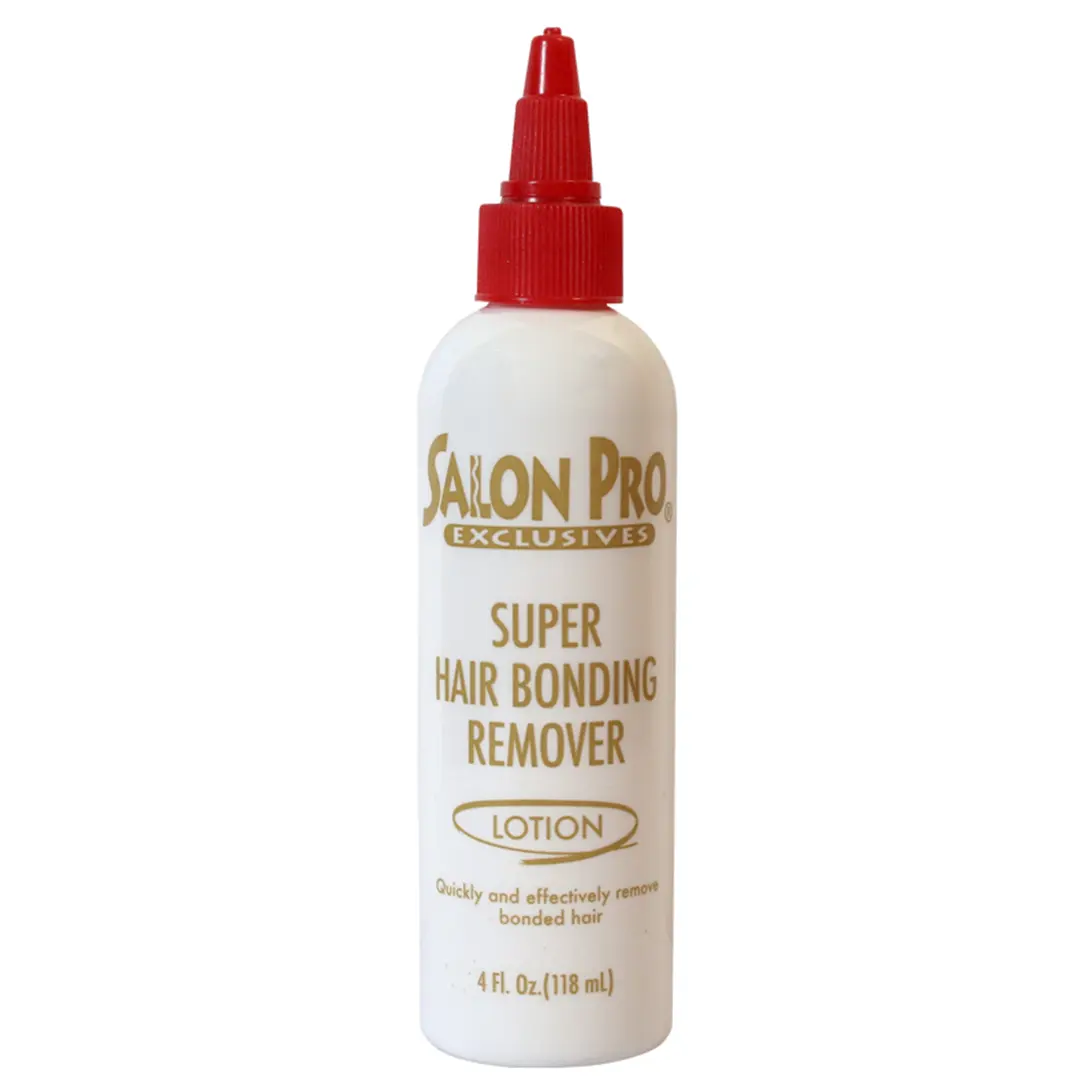 SALON PRO®
EXCLUSIVES
SUPER
HAIR BONDING
REMOVER
LOTION
Quickly and effectively remove
bonded hair
4 Fl. Oz.(118 mL)